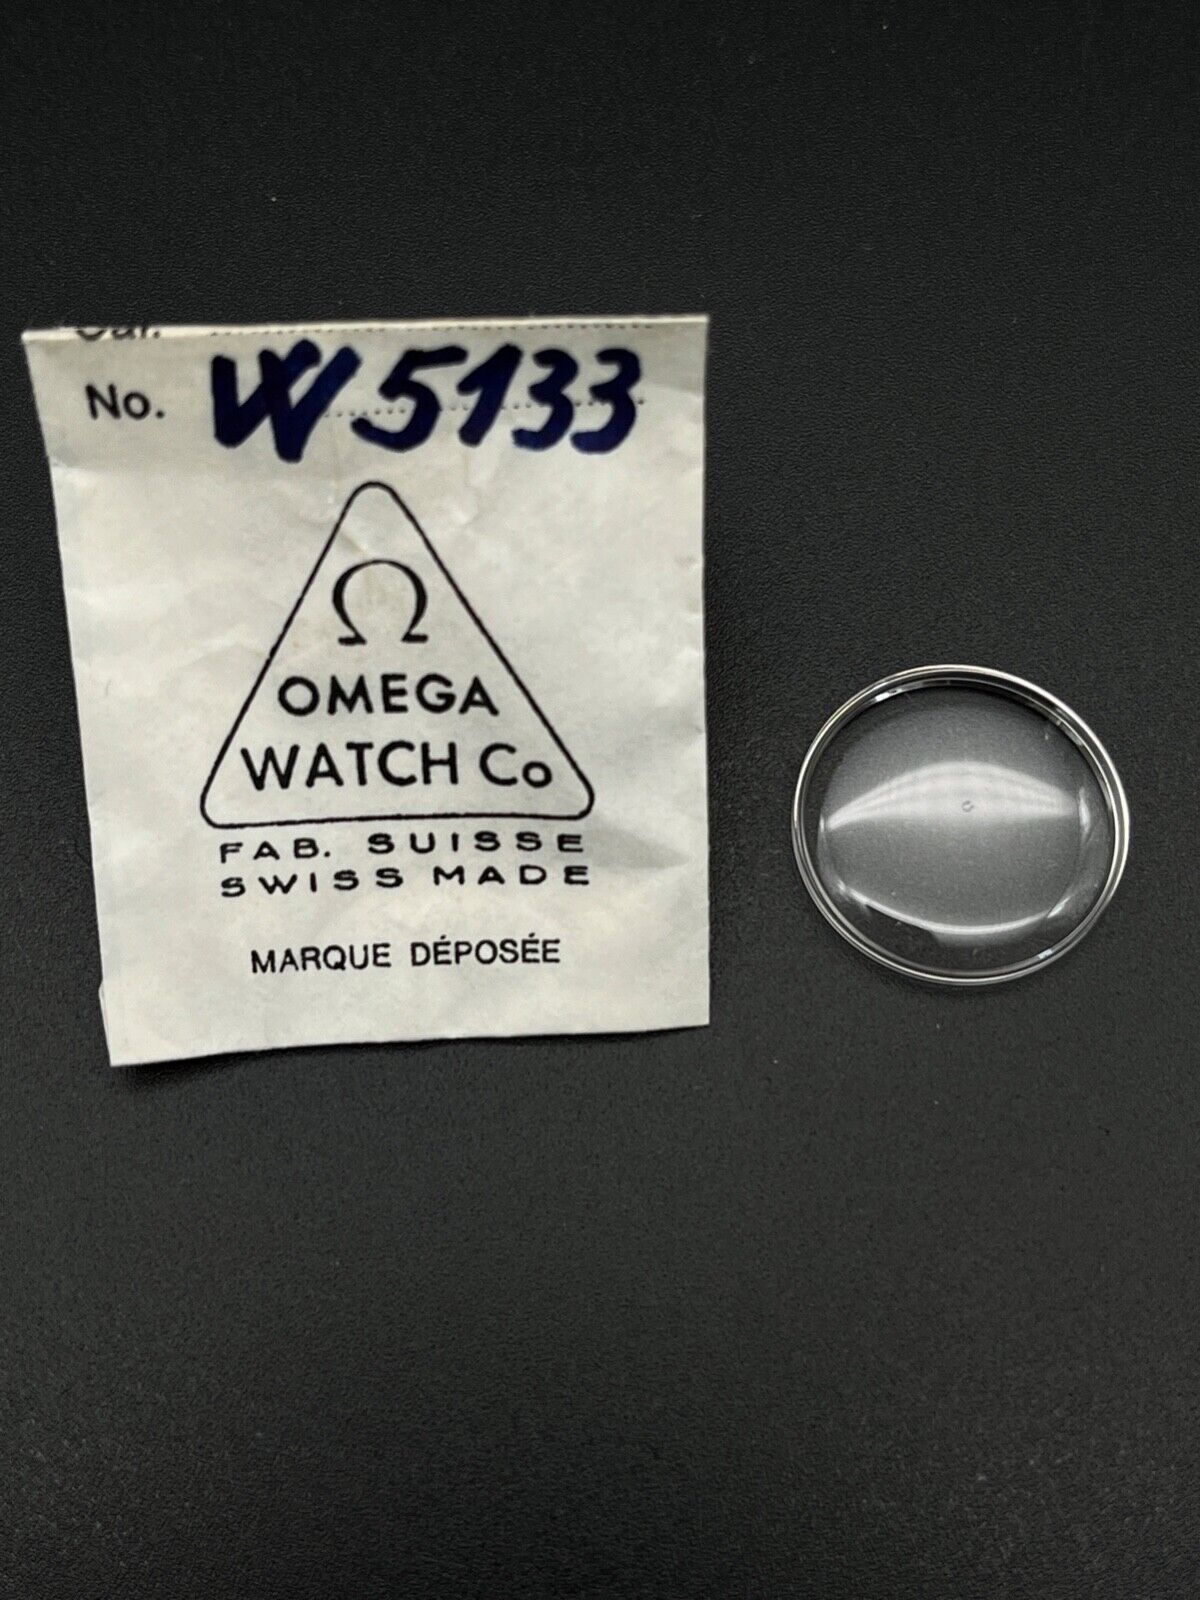 No. W5133
Ω
OMEGA
WATCH Co
FAB. SUISSE
SWISS MADE
MARQUE DÉPOSÉE